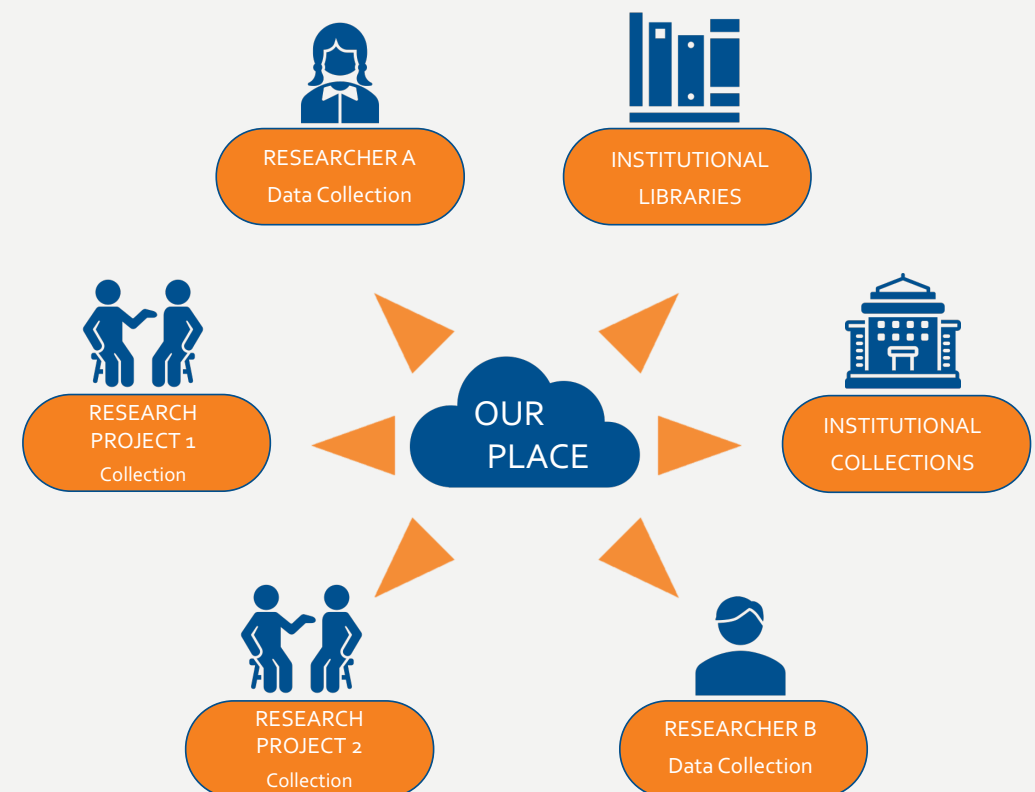 RESEARCHER A
Data Collection
INSTITUTIONAL
LIBRARIES
RESEARCH
PROJECT 1
Collection
OUR
PLACE
INSTITUTIONAL
COLLECTIONS
RESEARCH
PROJECT 2
Collection
RESEARCHER B
Data Collection